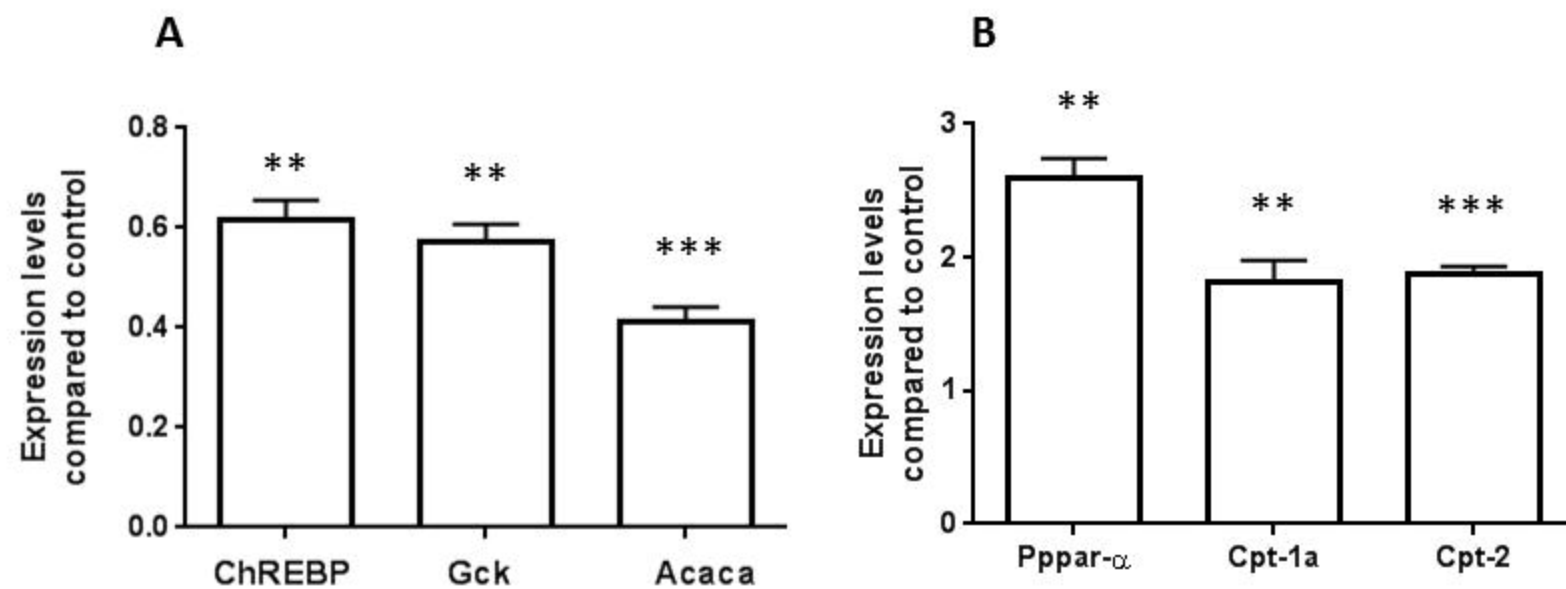 A
Expression levels
compared to control
0.8
0.6
0.4
0.2
0.0
**
**
***
ChREBP
Gck
Acaca
B
Expression levels
compared to control
3
2
1
0
**
**
***
Pppar-α
Cpt-1a
Cpt-2